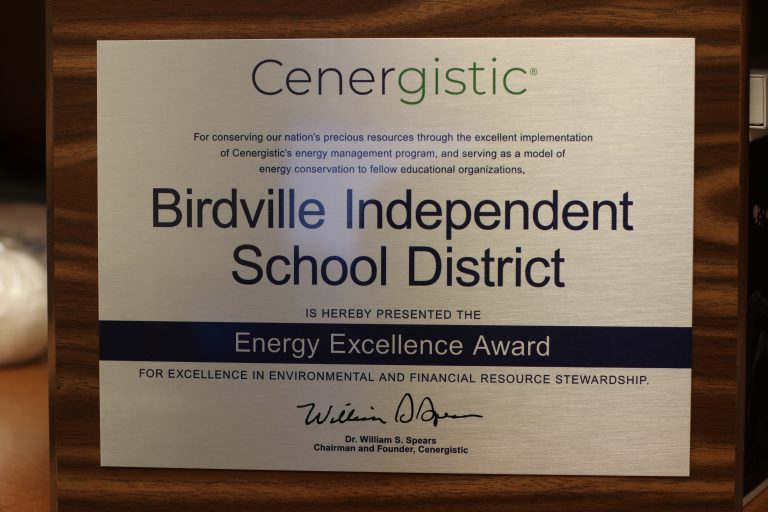 Cenergistic®
For conserving our nation's precious resources through the excellent implementation
of Cenergistic's energy management program, and serving as a model of
energy conservation to fellow educational organizations,
Birdville Independent
School District
IS HEREBY PRESENTED THE
Energy Excellence Award
FOR EXCELLENCE IN ENVIRONMENTAL AND FINANCIAL RESOURCE STEWARDSHIP.
William S Spears
Dr. William S. Spears
Chairman and Founder, Cenergistic